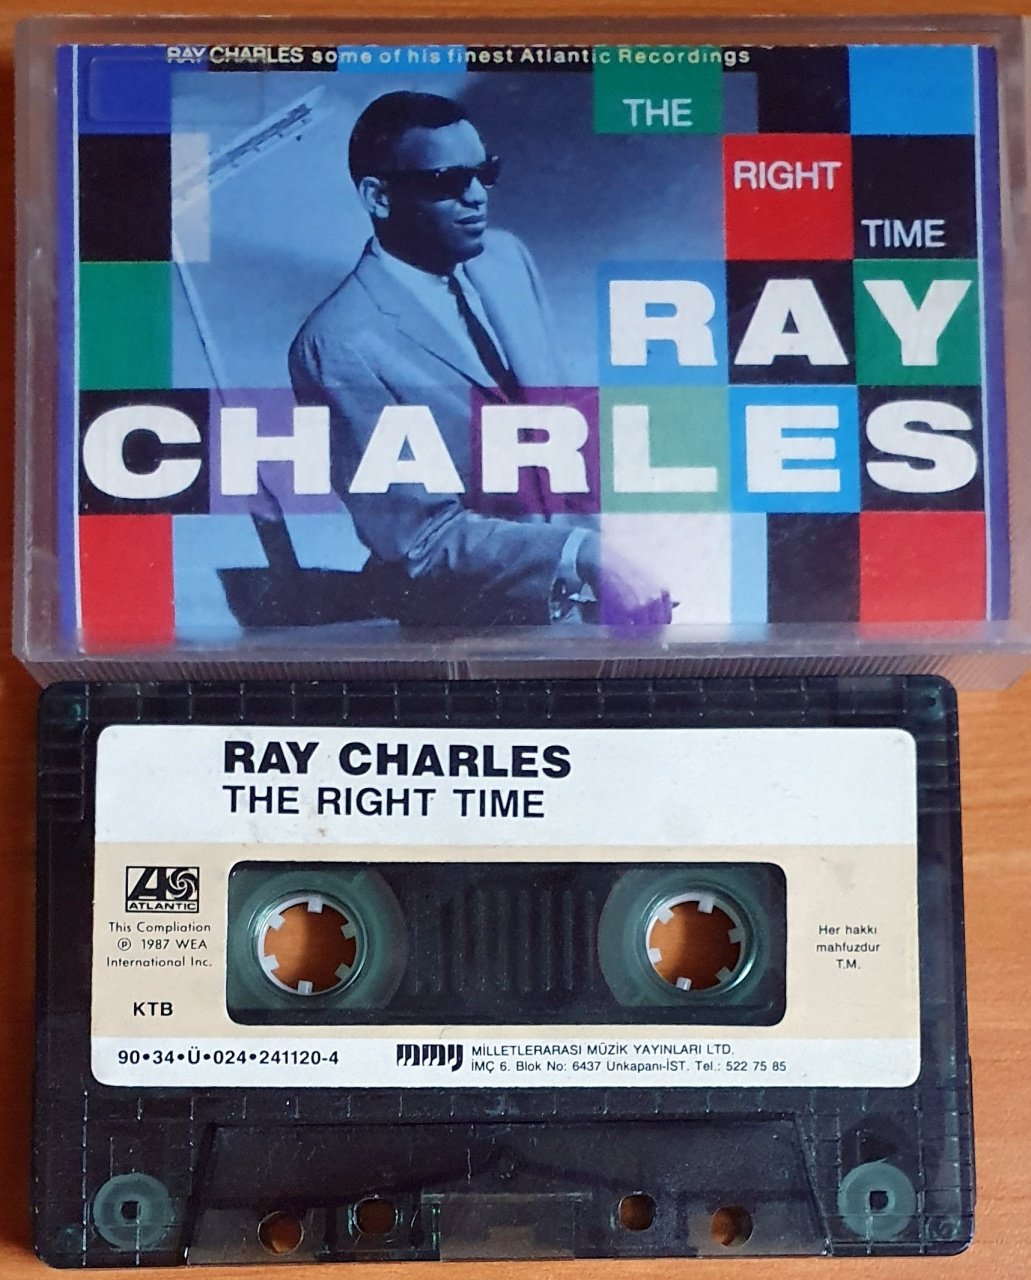 RAY CHARLES some of his finest Atlantic Recordings
THE
RIGHT
TIME
RAY
CHARLES
RAY CHARLES
THE RIGHT TIME
ATLANTIC
This Compliation
℗ 1987 WEA
International Inc.
KTB
Her hakkı
mahfuzdur
T.M.
90•34•Ü•024•241120-4
mmy
MİLLETLERARASI MÜZİK YAYINLARI LTD.
İMÇ 6. Blok No: 6437 Unkapanı-İST. Tel.: 522 75 85